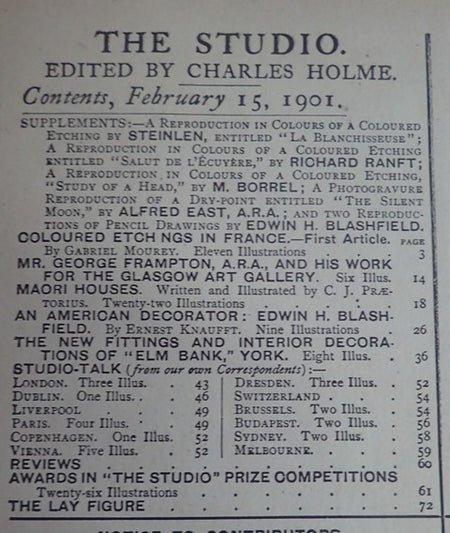 THE STUDIO.
EDITED BY CHARLES HOLME.
Contents, February 15, 1901.
SUPPLEMENTS:—A REPRODUCTION IN COLOURS OF A COLOURED
ETCHING BY STEINLEN, ENTITLED "LA BLANCHISSEUSE";
A REPRODUCTION IN COLOURS OF A COLOURED ETCHING
ENTITLED "SALUT DE L'ÉCUYÈRE," BY RICHARD RANFT;
A REPRODUCTION IN COLOURS OF A COLOURED ETCHING,
"STUDY OF A HEAD," BY M. BORREL; A PHOTOGRAVURE
REPRODUCTION OF A DRY-POINT ENTITLED "THE SILENT
MOON," BY ALFRED EAST, A.R.A.; AND TWO REPRODUC-
TIONS OF PENCIL DRAWINGS BY EDWIN H. BLASHFIELD.
COLOURED ETCHNGS IN FRANCE.—First Article. PAGE
By GABRIEL MOUREY. Eleven Illustrations . . . 3
MR. GEORGE FRAMPTON, A.R.A., AND HIS WORK
FOR THE GLASGOW ART GALLERY. Six Illus. 14
MAORI HOUSES. Written and Illustrated by C. J. PRÆ-
TORIUS. Twenty-two Illustrations . . . . 18
AN AMERICAN DECORATOR: EDWIN H. BLASH-
FIELD. By ERNEST KNAUFFT. Nine Illustrations . 26
THE NEW FITTINGS AND INTERIOR DECORA-
TIONS OF "ELM BANK," YORK. Eight Illus. . 36
STUDIO-TALK (from our own Correspondents):—
LONDON. Three Illus. . 43
DUBLIN. One Illus. . 46
LIVERPOOL . . 49
PARIS. Four Illus. . 49
COPENHAGEN. One Illus. 52
VIENNA. Five Illus. . 52
DRESDEN. Three Illus. . 52
SWITZERLAND . . 54
BRUSSELS. Two Illus. . 54
BUDAPEST. Two Illus. . 56
SYDNEY. Two Illus. . 58
MELBOURNE. . . 59
REVIEWS . . . . . . . . 60
AWARDS IN "THE STUDIO" PRIZE COMPETITIONS
Twenty-six Illustrations . . . . . . 61
THE LAY FIGURE . . . . . . 72
NOTICE TO CONTRIBUTORS